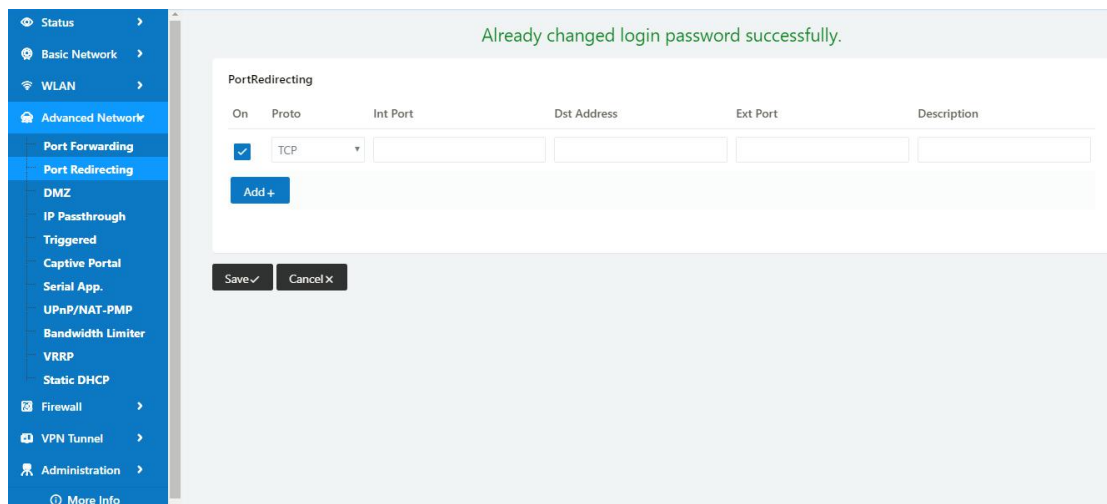 Status
Basic Network
WLAN
Advanced Network
Port Forwarding
Port Redirecting
DMZ
IP Passthrough
Triggered
Captive Portal
Serial App.
UPnP/NAT-PMP
Bandwidth Limiter
VRRP
Static DHCP
Firewall
VPN Tunnel
Administration
More Info
Already changed login password successfully.
PortRedirecting
On Proto Int Port Dst Address Ext Port Description
TCP
Add +
Save Cancel